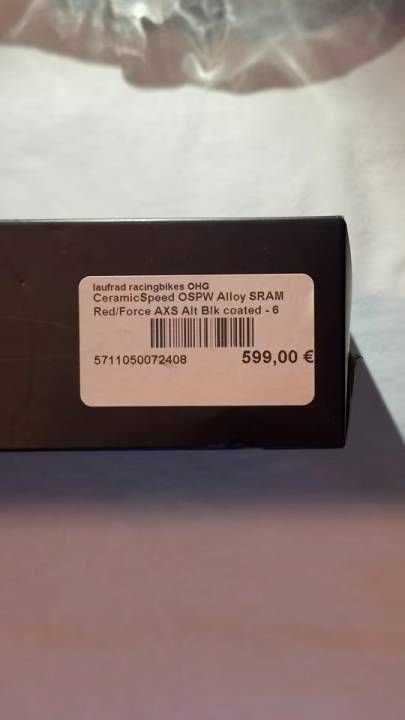 laufrad racingbikes OHG
CeramicSpeed OSPW Alloy SRAM
Red/Force AXS Alt Blk coated - 6
5711050072408 599,00 €